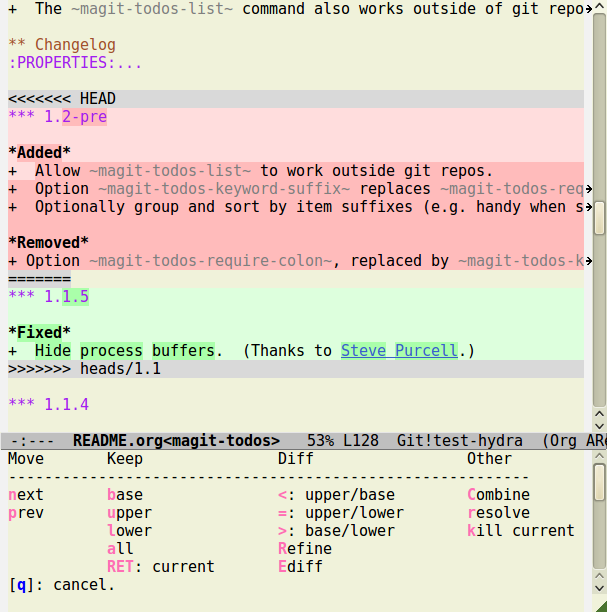 +  The ~magit-todos-list~ command also works outside of git repo
** Changelog
:PROPERTIES:...
<<<<<<< HEAD
*** 1.2-pre
*Added*
+  Allow ~magit-todos-list~ to work outside git repos.
+  Option ~magit-todos-keyword-suffix~ replaces ~magit-todos-req
+  Optionally group and sort by item suffixes (e.g. handy when s
*Removed*
+ Option ~magit-todos-require-colon~, replaced by ~magit-todos-k
=======
*** 1.1.5
*Fixed*
+  Hide process buffers.  (Thanks to Steve Purcell.)
>>>>>>> heads/1.1
*** 1.1.4
-:---  README.org<magit-todos>   53% L128  Git!test-hydra  (Org ARe
Move       Keep               Diff                 Other
----------------------------------------------------------
next       base               <: upper/base        Combine
prev       upper              =: upper/lower       resolve
           lower              >: base/lower        kill current
           all                Refine
           RET: current       Ediff
[q]: cancel.